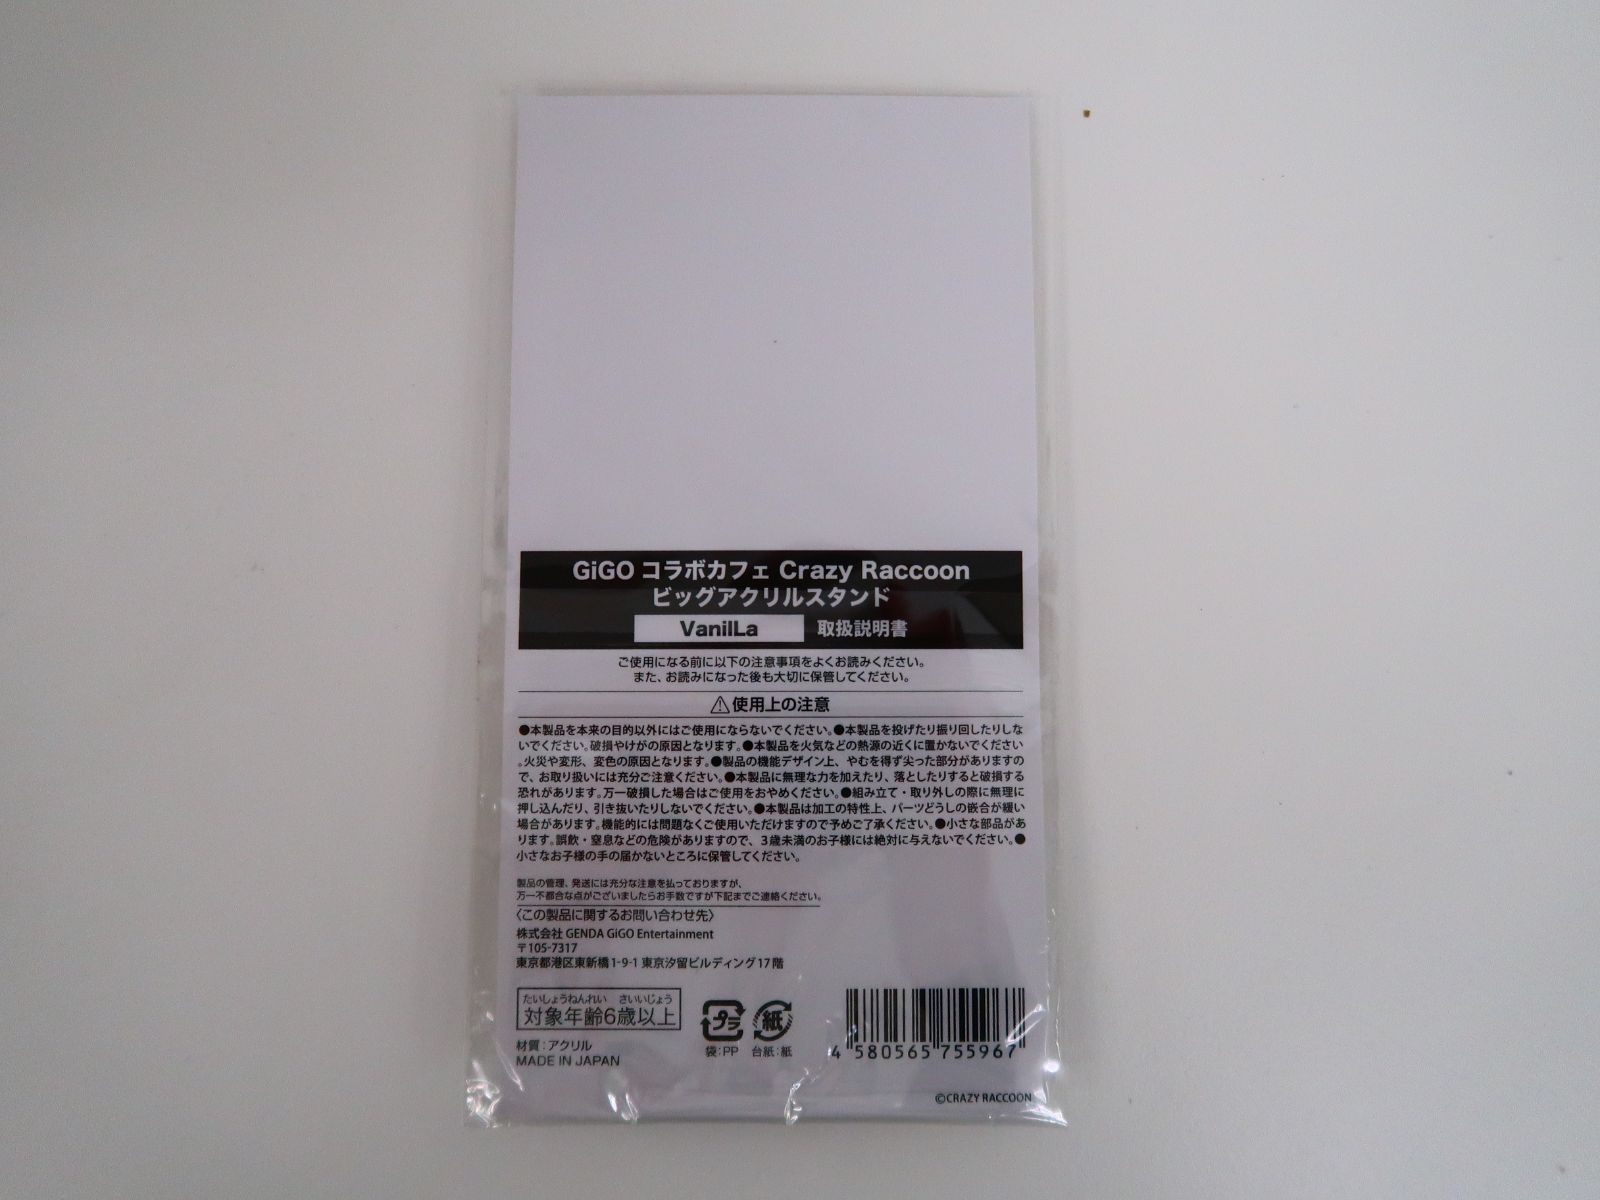 GiGO コラボカフェ Crazy Raccoon
ビッグアクリルスタンド
VanilLa 取扱説明書
ご使用になる前に以下の注意事項をよくお読みください。
また、お読みになった後も大切に保管してください。
⚠使用上の注意
●本製品を本来の目的以外にはご使用にならないでください。●本製品を投げたり振り回したりしな
いでください。破損やけがの原因となります。●本製品を火気などの熱源の近くに置かないでください
。火災や変形、変色の原因となります。●製品の機能デザイン上、やむを得ず尖った部分がありますの
で、お取り扱いには充分ご注意ください。●本製品に無理な力を加えたり、落としたりすると破損する
恐れがあります。万一破損した場合はご使用をおやめください。●組み立て・取り外しの際に無理に
押し込んだり、引き抜いたりしないでください。●本製品は加工の特性上、パーツどうしの嵌合が緩い
場合があります。機能的には問題なくご使用いただけますので予めご了承ください。●小さな部品があ
ります。誤飲・窒息などの危険がありますので、3歳未満のお子様には絶対に与えないでください。●
小さなお子様の手の届かないところに保管してください。
製品の管理、発送には充分な注意を払っておりますが、
万一不都合な点がございましたらお手数ですが下記までご連絡ください。
〈この製品に関するお問い合わせ先〉
株式会社 GENDA GiGO Entertainment
〒105-7317
東京都港区東新橋1-9-1 東京汐留ビルディング17階
たいしょうねんれい さいいじょう
対象年齢6歳以上
材質：アクリル
MADE IN JAPAN
プラ 紙
袋：PP 台紙：紙
4 580565 755967
©CRAZY RACCOON